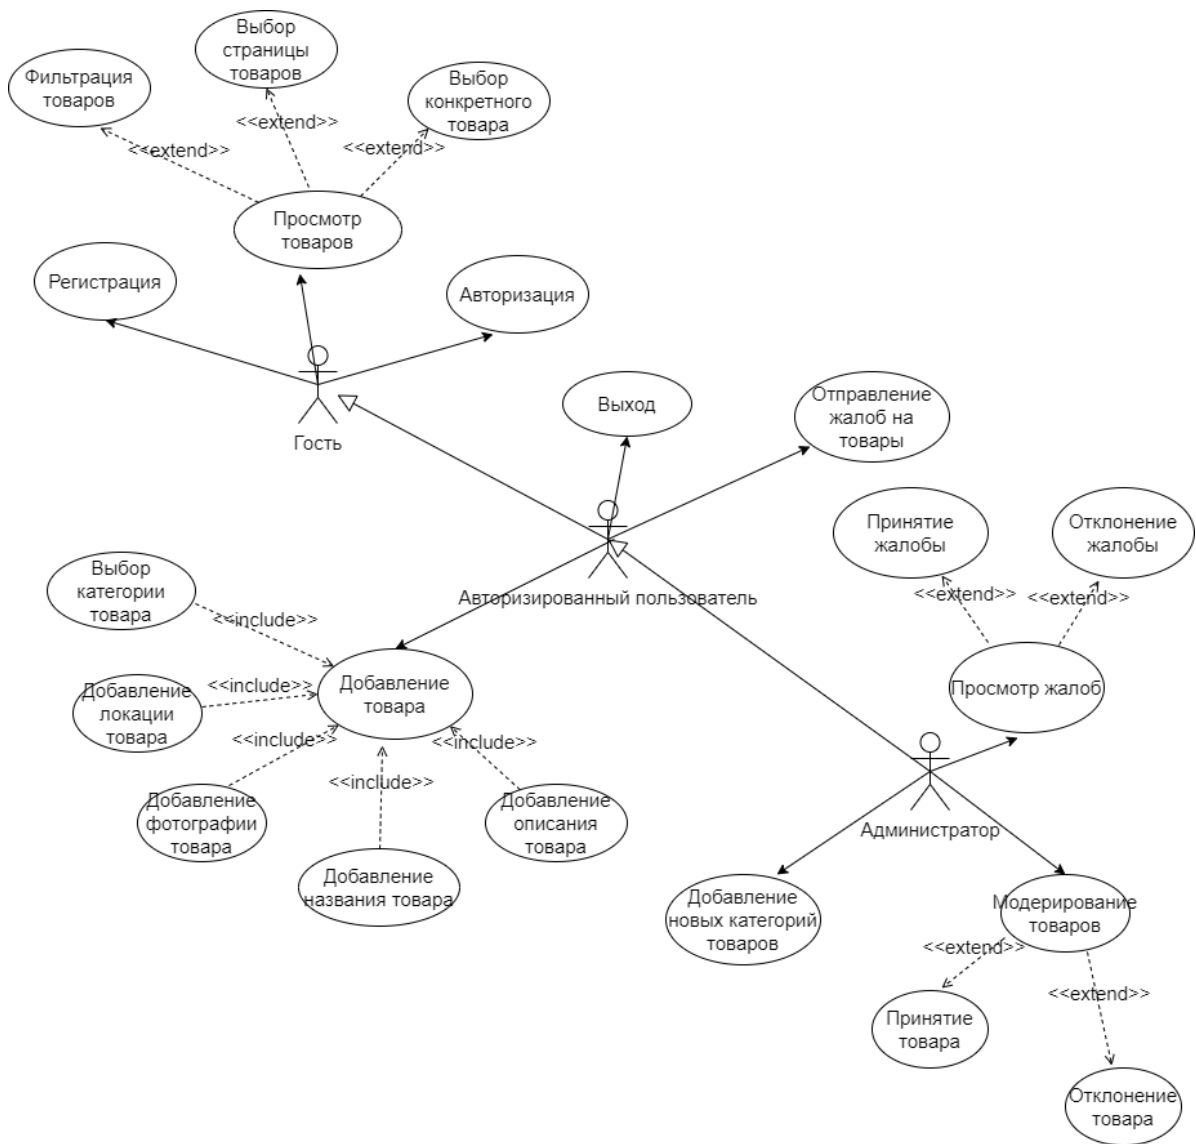 Выбор
страницы
товаров
Фильтрация
товаров
Выбор
конкретного
товара
<<extend>>
<<extend>>
<<extend>>
Просмотр
товаров
Регистрация
Авторизация
Гость
Выход
Отправление
жалоб на
товары
Принятие
жалобы
Отклонение
жалобы
<<extend>>
<<extend>>
Просмотр жалоб
Авторизированный пользователь
Выбор
категории
товара
<<include>>
Добавление
локации
товара
<<include>>
Добавление
товара
<<include>>
<<include>>
<<include>>
Добавление
фотографии
товара
Добавление
названия товара
Добавление
описания
товара
Администратор
Добавление
новых категорий
товаров
Модерирование
товаров
<<extend>>
<<extend>>
Принятие
товара
Отклонение
товара